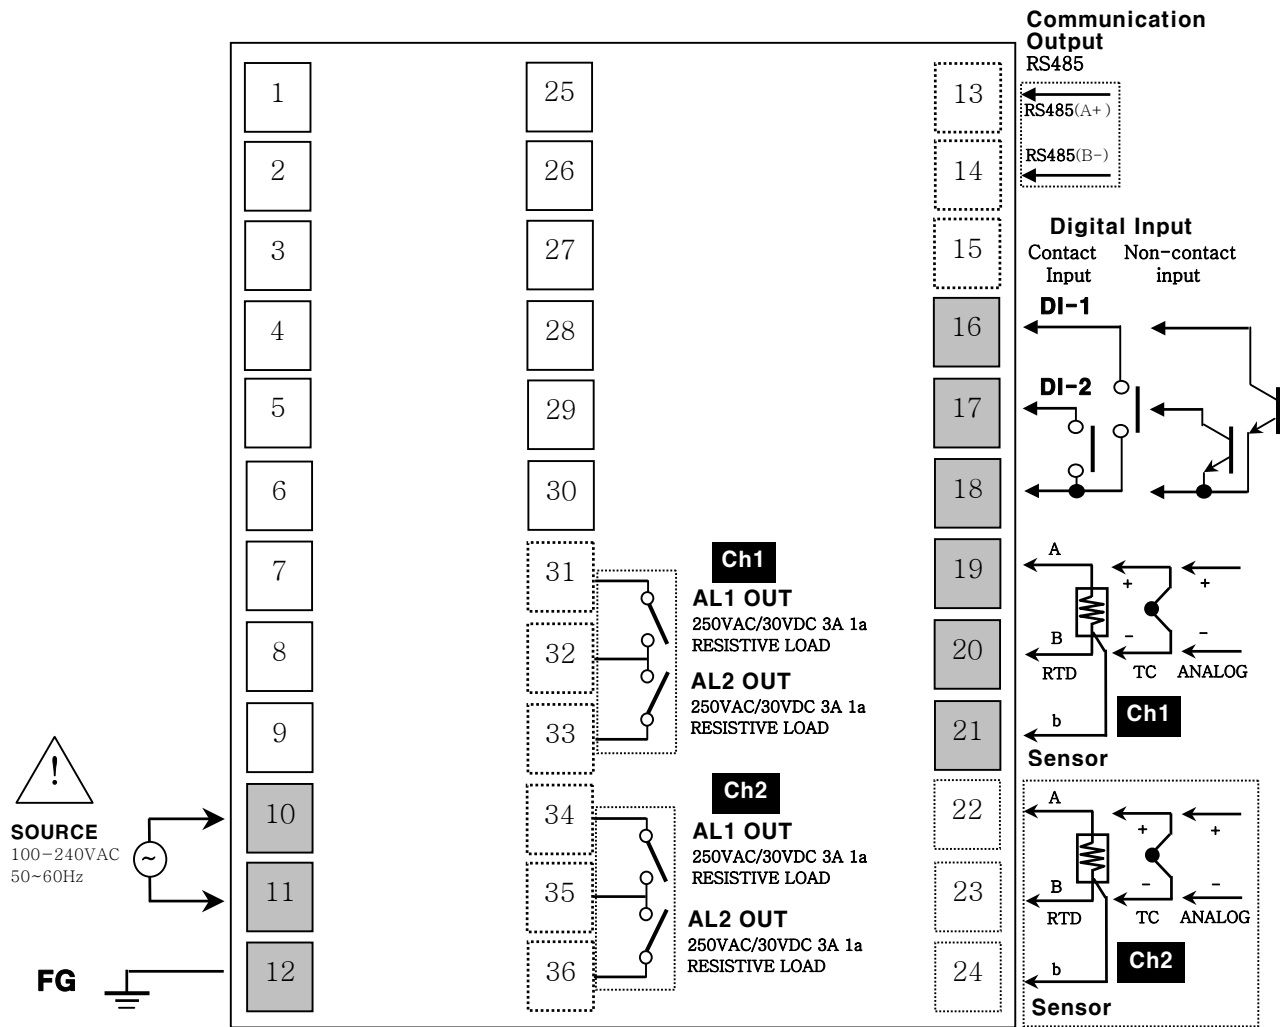 Communication
Output
RS485
RS485(A+)
RS485(B-)
1
2
3
4
5
6
7
8
9
10
11
12
25
26
27
28
29
30
31
32
33
34
35
36
13
14
15
16
17
18
19
20
21
22
23
24
Digital Input
Contact Input
Non-contact input
DI-1
DI-2
Ch1
AL1 OUT
250VAC/30VDC 3A 1a
RESISTIVE LOAD
AL2 OUT
250VAC/30VDC 3A 1a
RESISTIVE LOAD
Ch2
AL1 OUT
250VAC/30VDC 3A 1a
RESISTIVE LOAD
AL2 OUT
250VAC/30VDC 3A 1a
RESISTIVE LOAD
A
+
+
B
-
-
RTD
TC
ANALOG
b
Ch1
Sensor
A
+
+
B
-
-
RTD
TC
ANALOG
b
Ch2
Sensor
!
SOURCE
100-240VAC
50~60Hz
~
FG